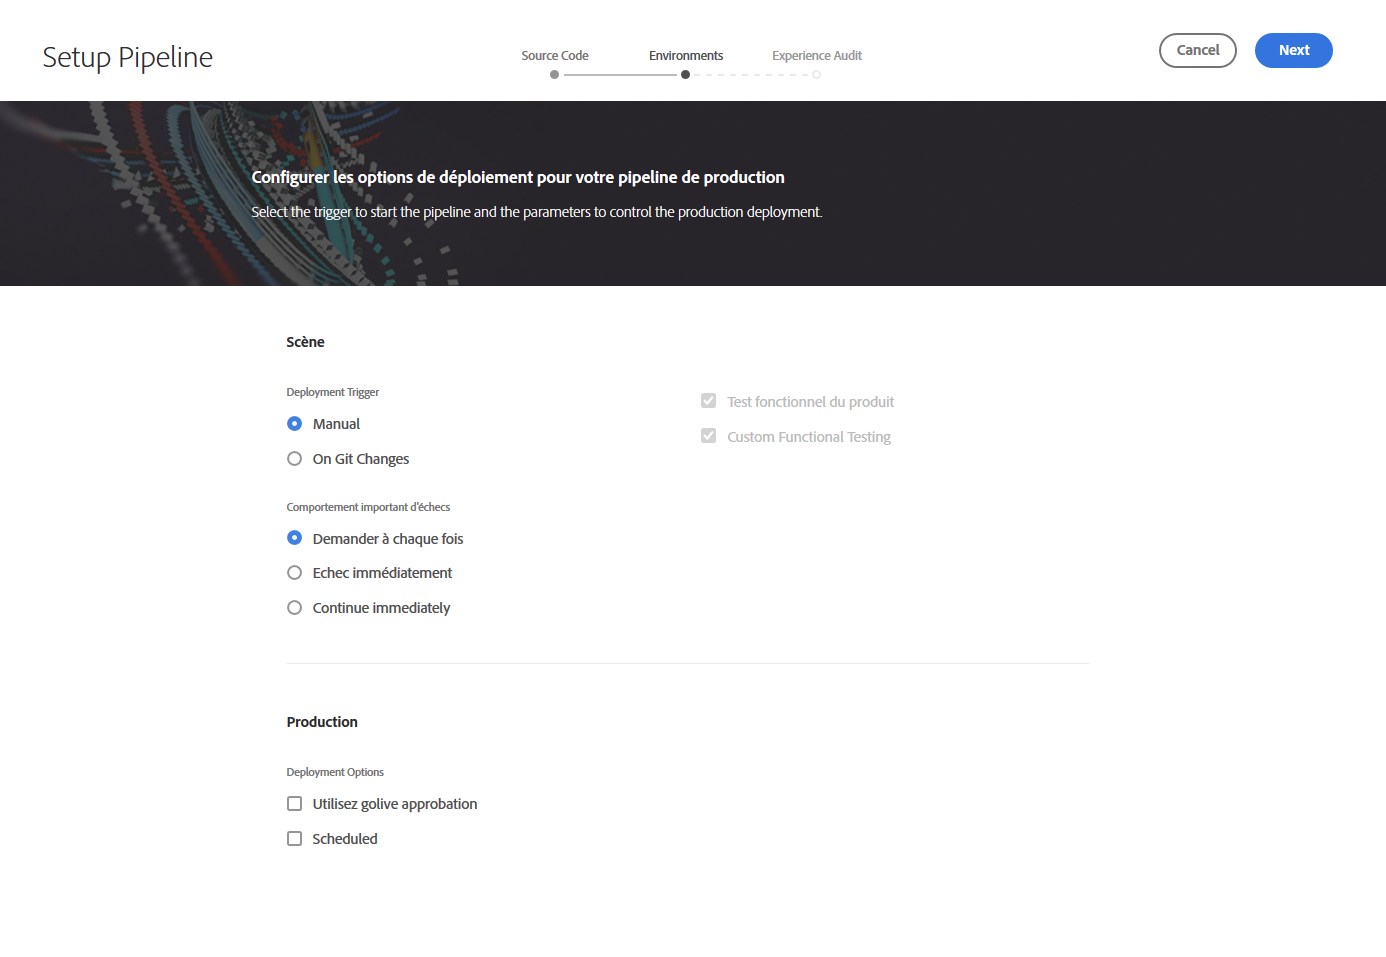 Setup Pipeline
Source Code
Environments
Experience Audit
Cancel
Next
Configurer les options de déploiement pour votre pipeline de production
Select the trigger to start the pipeline and the parameters to control the production deployment.
Scène
Deployment Trigger
Manual
On Git Changes
Test fonctionnel du produit
Custom Functional Testing
Comportement important d'échecs
Demander à chaque fois
Echec immédiatement
Continue immediately
Production
Deployment Options
Utilisez golive approbation
Scheduled